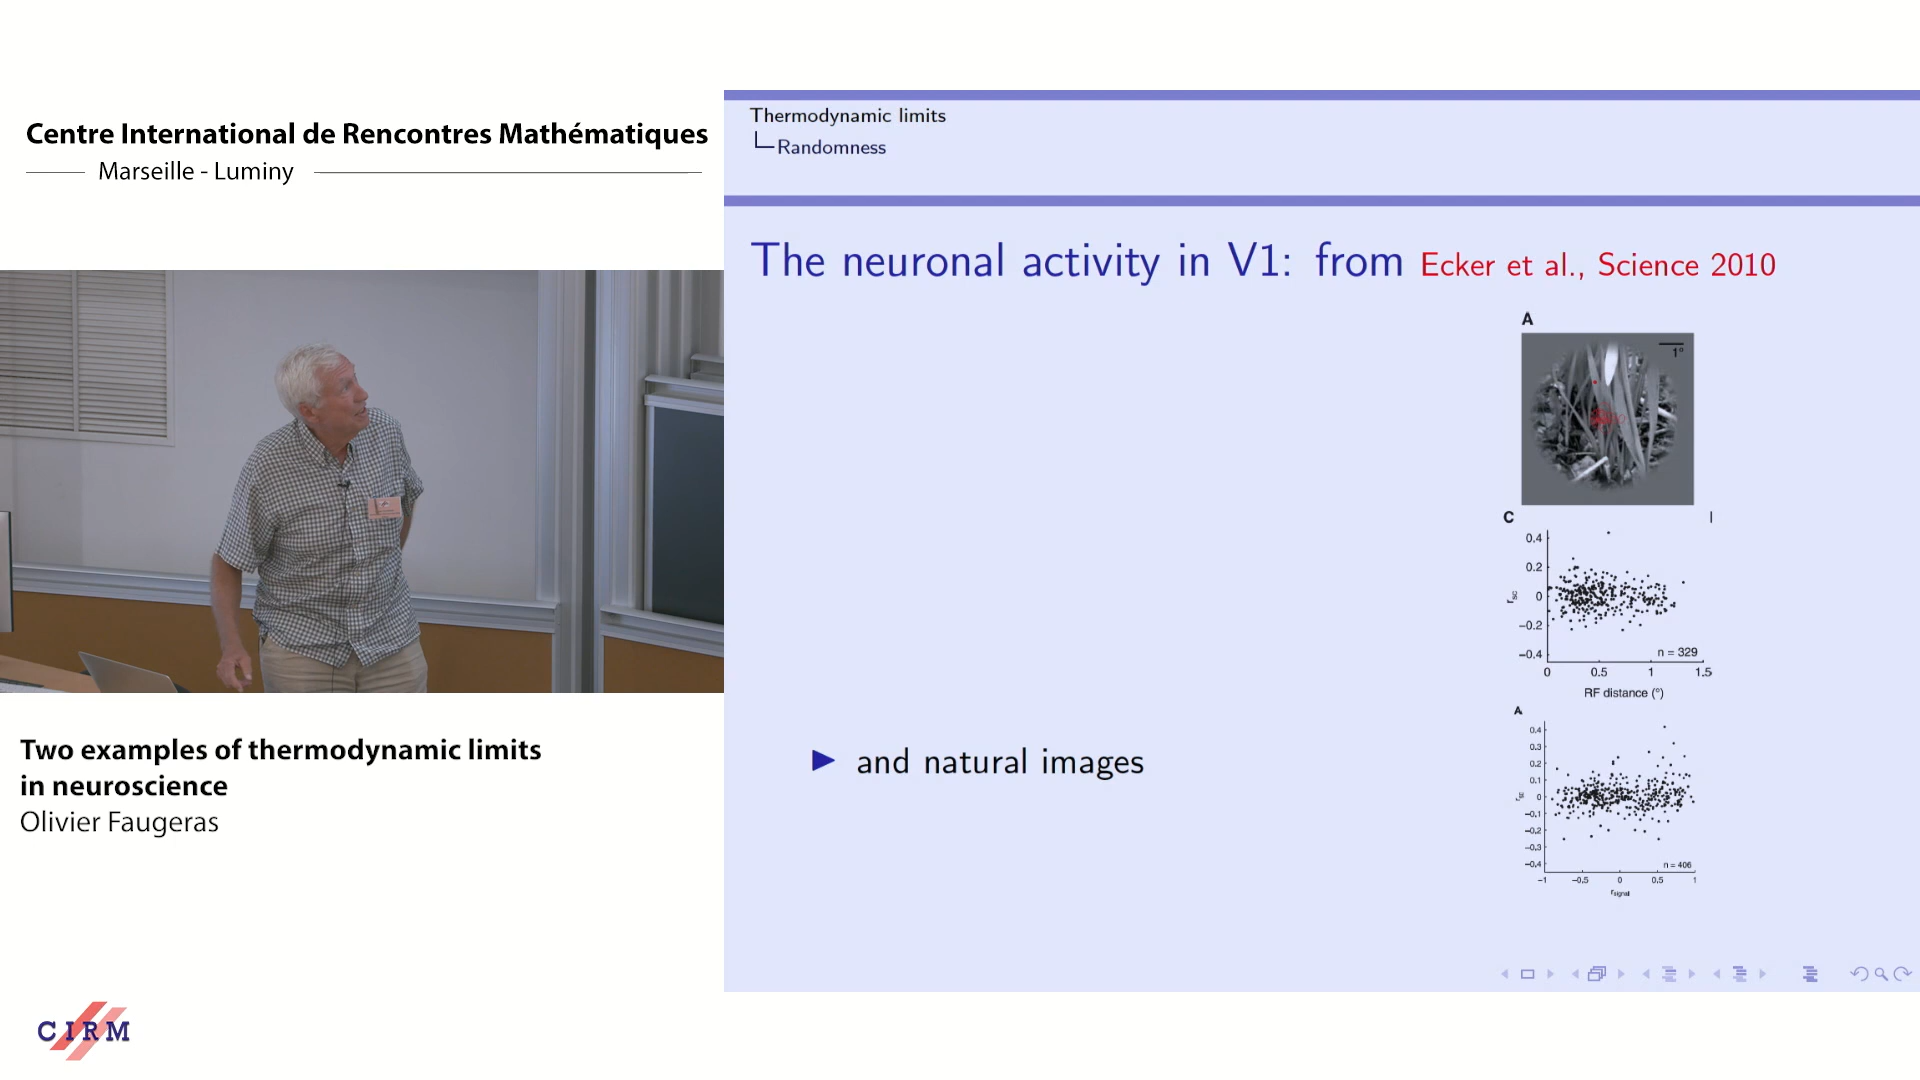 Centre International de Rencontres Mathématiques
Marseille - Luminy
Two examples of thermodynamic limits
in neuroscience
Olivier Faugeras
CIRM
Thermodynamic limits
Randomness
The neuronal activity in V1: from Ecker et al., Science 2010
A
1°
C
0.4
0.2
0
−0.2
−0.4
r_sc
n = 329
0 0.5 1 1.5
RF distance (°)
A
0.4
0.3
0.2
0.1
0
−0.1
−0.2
−0.3
−0.4
r_sc
n = 406
−1 −0.5 0 0.5 1
r_signal
and natural images